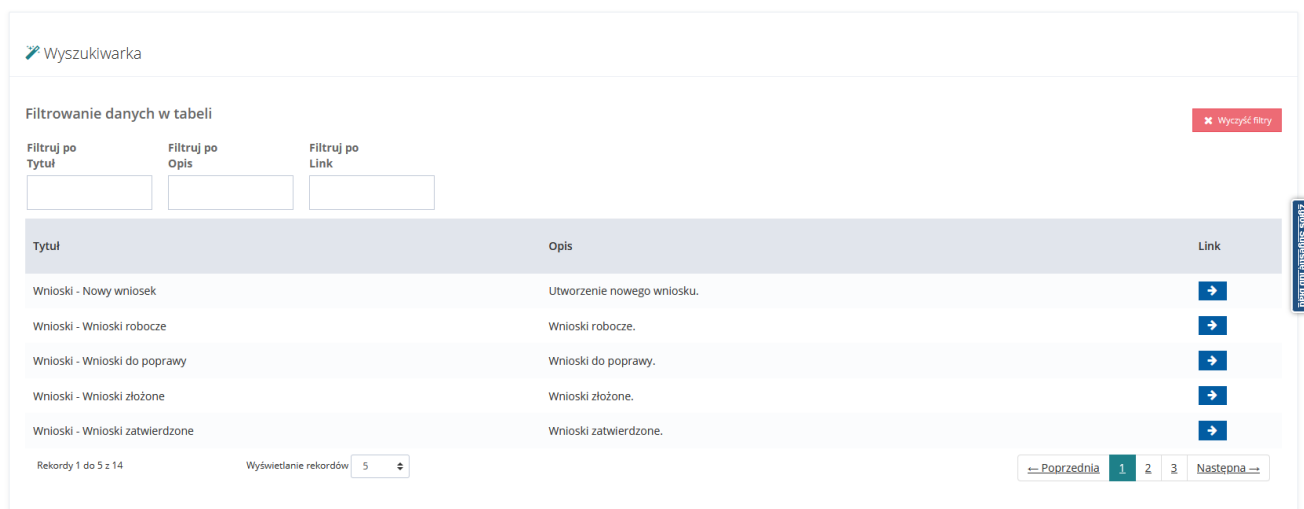 Wyszukiwarka
Filtrowanie danych w tabeli
Wyczyść filtry
Filtruj po Tytuł
Filtruj po Opis
Filtruj po Link
Tytuł Opis Link
Wnioski - Nowy wniosek Utworzenie nowego wniosku.
Wnioski - Wnioski robocze Wnioski robocze.
Wnioski - Wnioski do poprawy Wnioski do poprawy.
Wnioski - Wnioski złożone Wnioski złożone.
Wnioski - Wnioski zatwierdzone Wnioski zatwierdzone.
Rekordy 1 do 5 z 14 Wyświetlanie rekordów 5 ← Poprzednia 1 2 3 Następna →